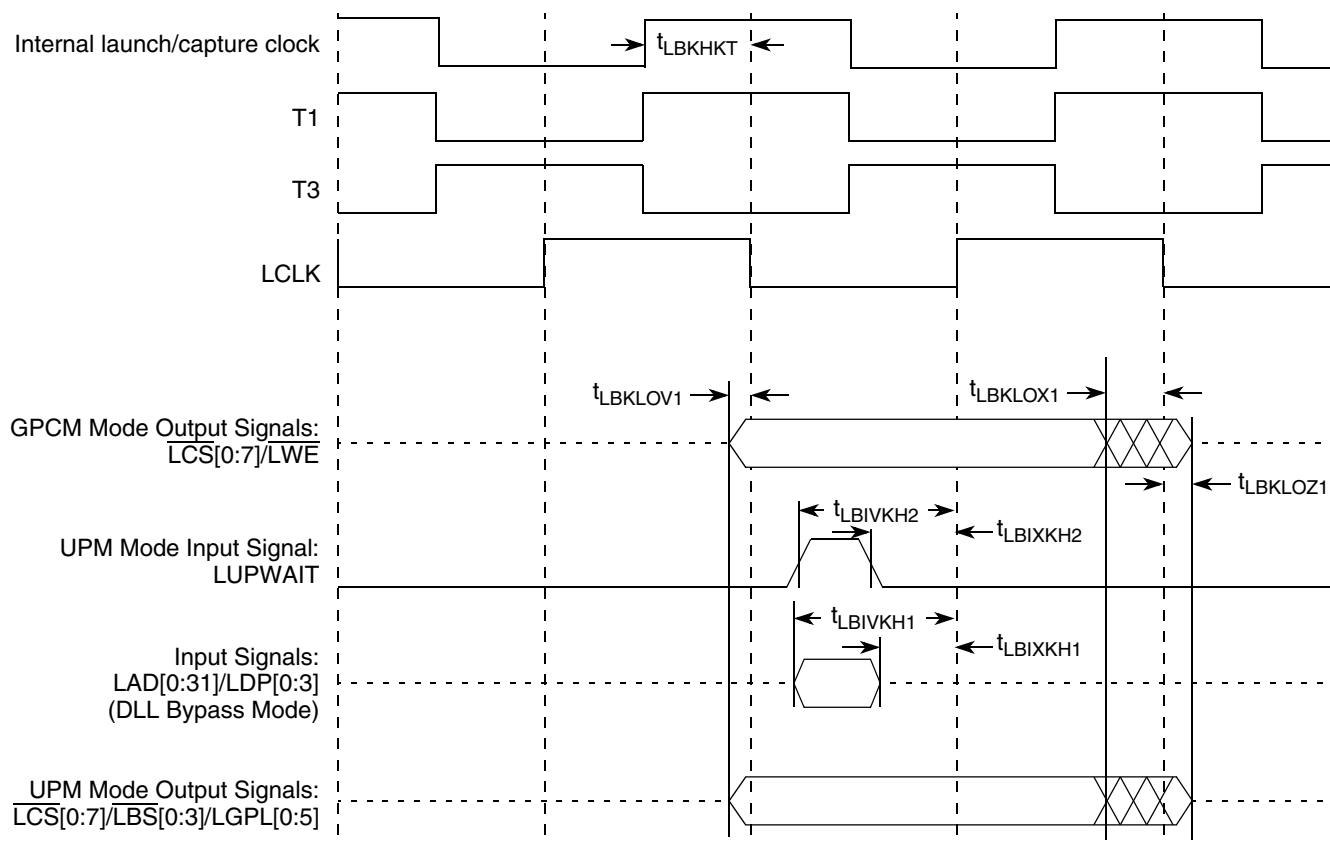 Internal launch/capture clock
tLBKHKT
T1
T3
LCLK
tLBKLOV1
tLBKLOX1
GPCM Mode Output Signals:
LCS[0:7]/LWE
tLBKLOZ1
tLBIVKH2
tLBIXKH2
UPM Mode Input Signal:
LUPWAIT
tLBIVKH1
tLBIXKH1
Input Signals:
LAD[0:31]/LDP[0:3]
(DLL Bypass Mode)
UPM Mode Output Signals:
LCS[0:7]/LBS[0:3]/LGPL[0:5]